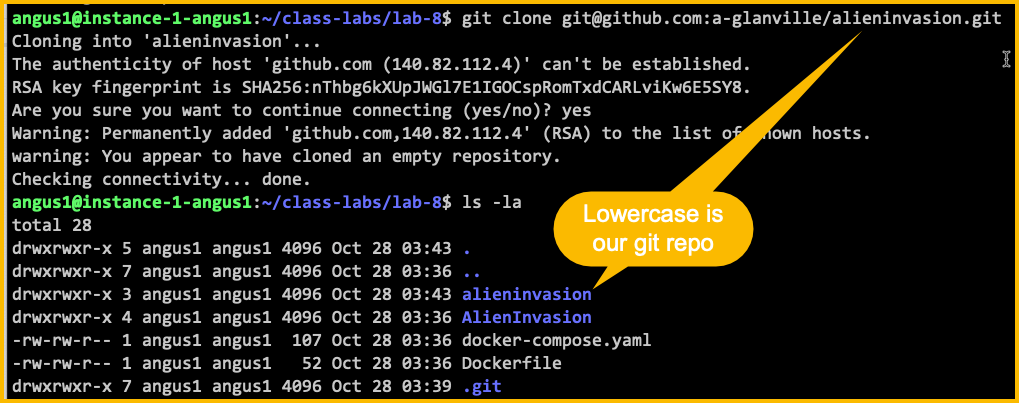 angus1@instance-1-angus1:~/class-labs/lab-8$ git clone git@github.com:a-glanville/alieninvasion.git
Cloning into 'alieninvasion'...
The authenticity of host 'github.com (140.82.112.4)' can't be established.
RSA key fingerprint is SHA256:nThbg6kXUpJWGl7E1IGOCspRomTxdCARLviKw6E5SY8.
Are you sure you want to continue connecting (yes/no)? yes
Warning: Permanently added 'github.com,140.82.112.4' (RSA) to the list of known hosts.
warning: You appear to have cloned an empty repository.
Checking connectivity... done.
angus1@instance-1-angus1:~/class-labs/lab-8$ ls -la
total 28
drwxrwxr-x 5 angus1 angus1 4096 Oct 28 03:43 .
drwxrwxr-x 7 angus1 angus1 4096 Oct 28 03:36 ..
drwxrwxr-x 3 angus1 angus1 4096 Oct 28 03:43 alieninvasion
drwxrwxr-x 4 angus1 angus1 4096 Oct 28 03:36 AlienInvasion
-rw-rw-r-- 1 angus1 angus1  107 Oct 28 03:36 docker-compose.yaml
-rw-rw-r-- 1 angus1 angus1   52 Oct 28 03:36 Dockerfile
drwxrwxr-x 7 angus1 angus1 4096 Oct 28 03:39 .git
Lowercase is
our git repo